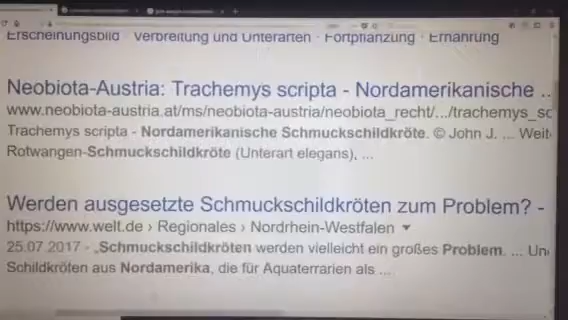 Erscheinungsbild · Verbreitung und Unterarten · Fortpflanzung · Ernährung
Neobiota-Austria: Trachemys scripta - Nordamerikanische ...
www.neobiota-austria.at/ms/neobiota-austria/neobiota_recht/.../trachemys_sc
Trachemys scripta - Nordamerikanische Schmuckschildkröte. © John J. ... Weit
Rotwangen-Schmuckschildkröte (Unterart elegans), ...
Werden ausgesetzte Schmuckschildkröten zum Problem? -
https://www.welt.de › Regionales › Nordrhein-Westfalen
25.07.2017 - „Schmuckschildkröten werden vielleicht ein großes Problem. ... Un
Schildkröten aus Nordamerika, die für Aquaterrarien als ...